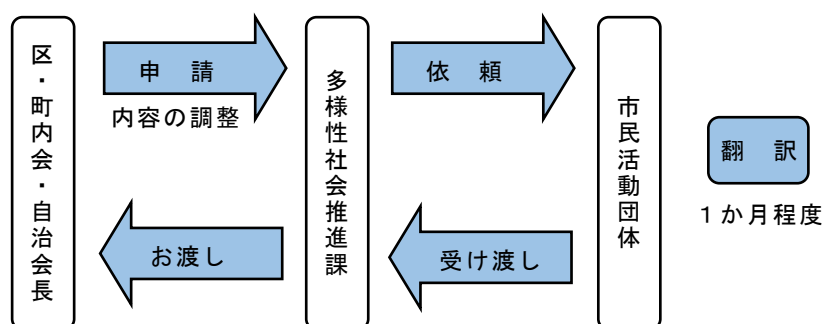 区・町内会・自治会長
申　請
内容の調整
お渡し
多様性社会推進課
依　頼
受け渡し
市民活動団体
翻　訳
１か月程度